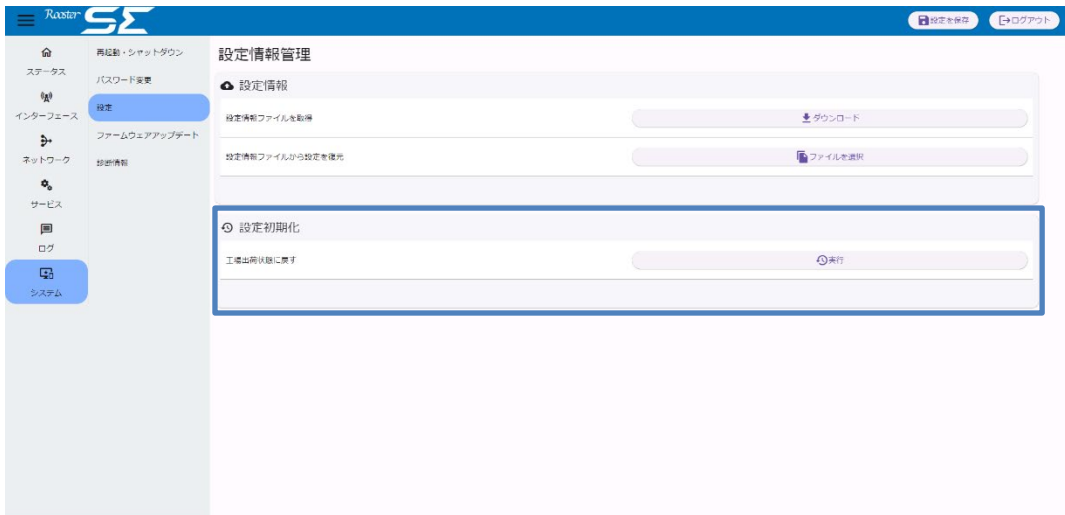 Rooster SE
設定を保存
ログアウト
ステータス
インターフェース
ネットワーク
サービス
ログ
システム
再起動・シャットダウン
パスワード変更
設定
ファームウェアアップデート
診断情報
設定情報管理
設定情報
設定情報ファイルを取得
ダウンロード
設定情報ファイルから設定を復元
ファイルを選択
設定初期化
工場出荷状態に戻す
実行